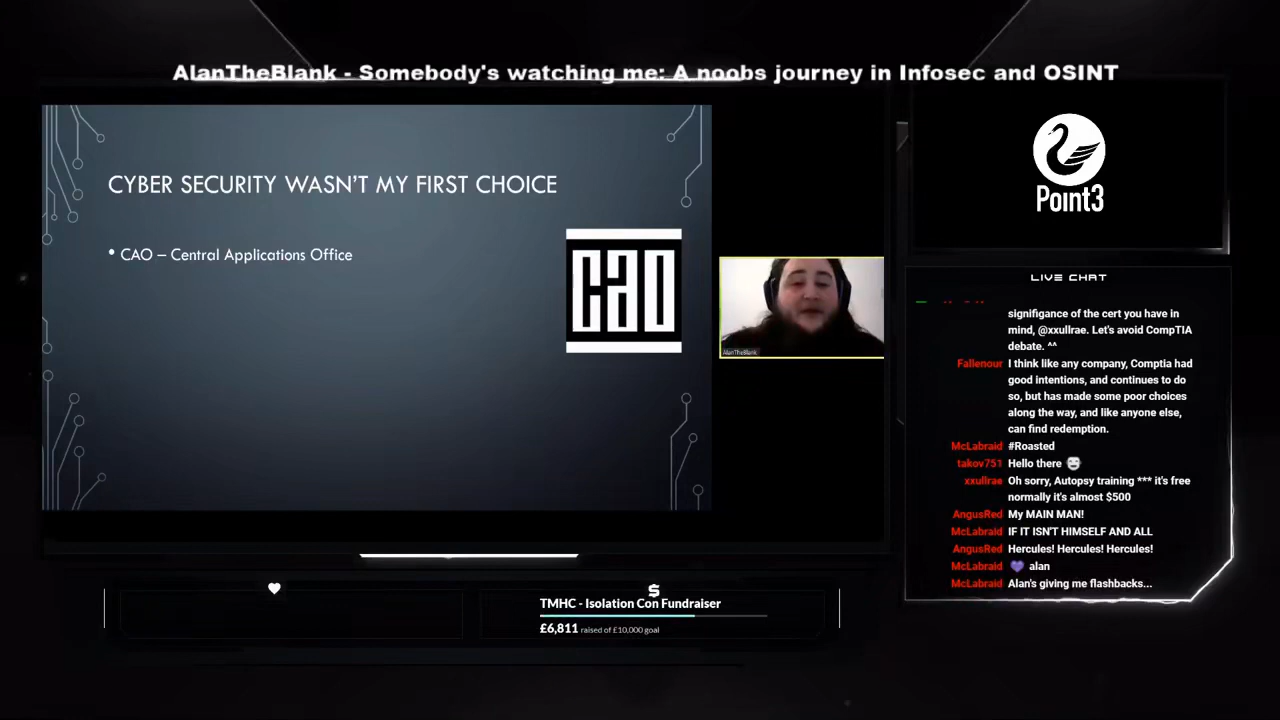 AlanTheBlank - Somebody's watching me: A noobs journey in Infosec and OSINT
CYBER SECURITY WASN'T MY FIRST CHOICE
• CAO – Central Applications Office
cao
AlanTheBlank
Point3
LIVE CHAT
signifigance of the cert you have in
mind, @xxullrae. Let's avoid CompTIA
debate. ^^
Fallenour I think like any company, Comptia had
good intentions, and continues to do
so, but has made some poor choices
along the way, and like anyone else,
can find redemption.
McLabraid #Roasted
takov751 Hello there
xxullrae Oh sorry, Autopsy training *** it's free
normally it's almost $500
AngusRed My MAIN MAN!
McLabraid IF IT ISN'T HIMSELF AND ALL
AngusRed Hercules! Hercules! Hercules!
McLabraid 💜 alan
McLabraid Alan's giving me flashbacks...
TMHC - Isolation Con Fundraiser
£6,811 raised of £10,000 goal